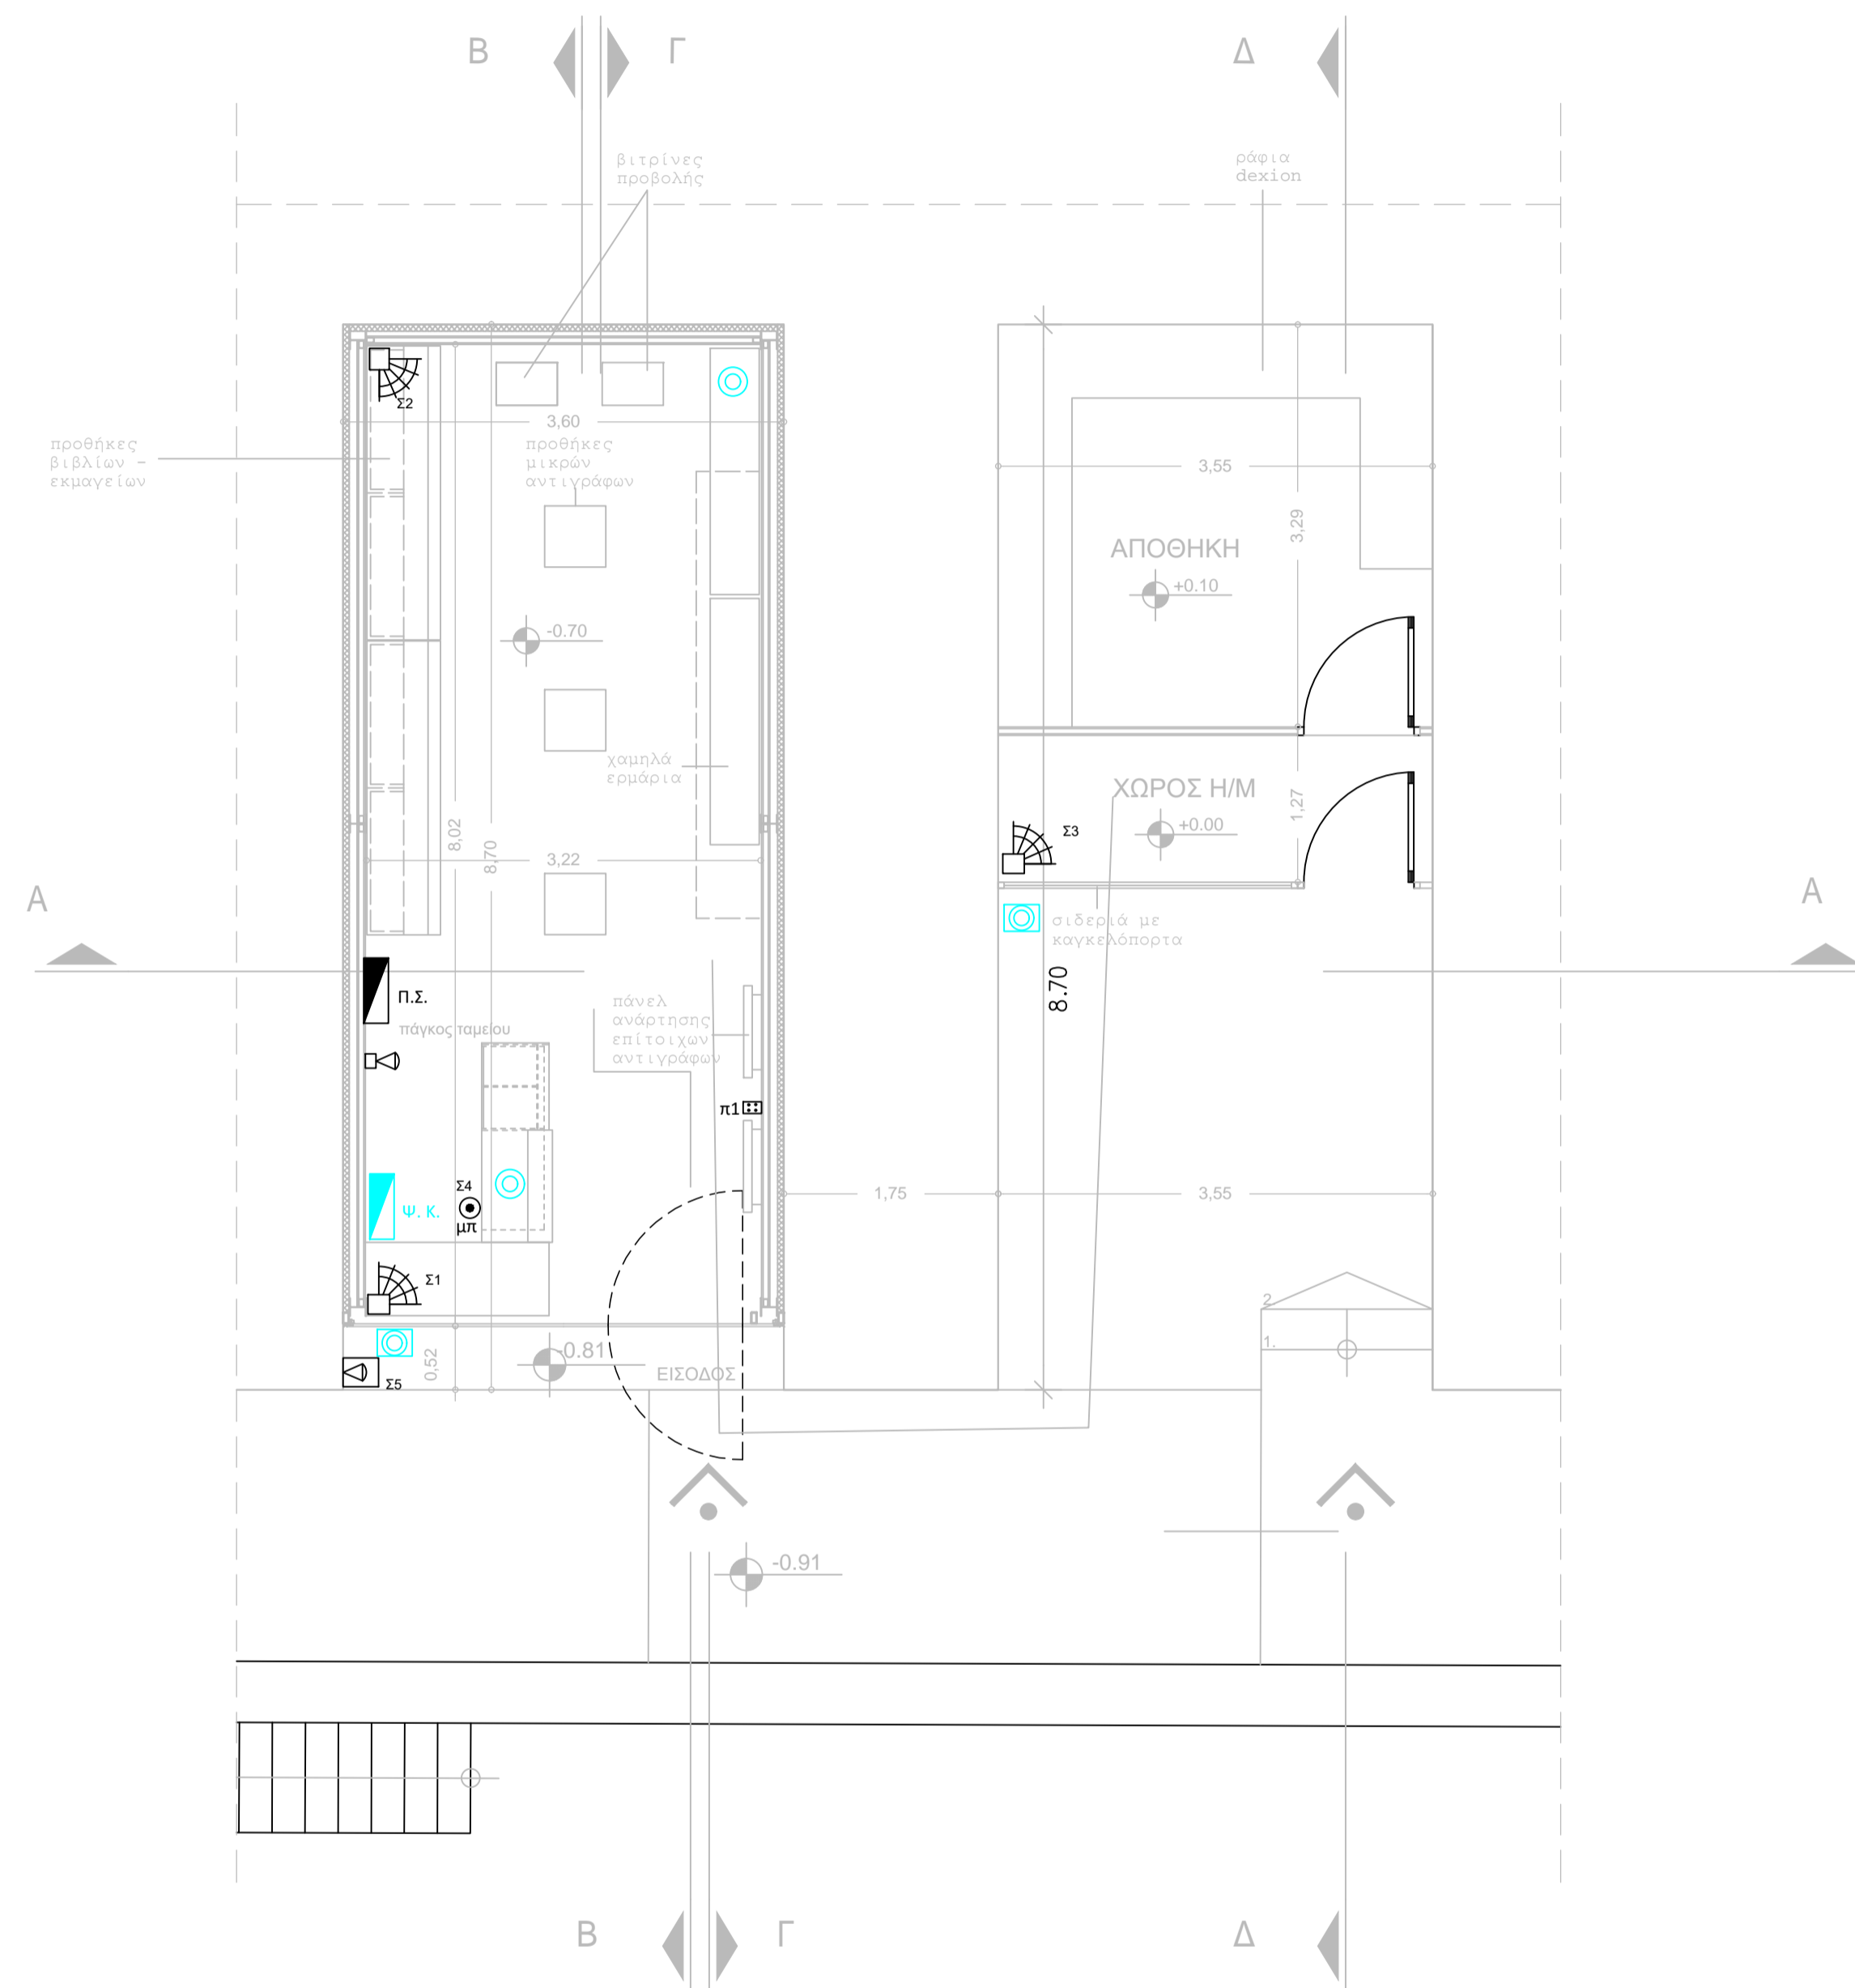 Β
Γ
Δ
βιτρίνες
προβολής
ράφια
dexion
Σ2
3,60
προθήκες
βιβλίων -
εκμαγείων
προθήκες
μικρών
αντιγράφων
3,55
3,29
ΑΠΟΘΗΚΗ
+0.10
-0.70
χαμηλά
ερμάρια
ΧΩΡΟΣ Η/Μ
1,27
+0.00
Σ3
8,02
8,70
3,22
Α
Α
σιδεριά με
καγκελόπορτα
8.70
Π.Σ.
πάγκος ταμείου
πάνελ
ανάρτησης
επίτοιχων
αντιγράφων
π1
Σ4
μπ
Ψ. Κ.
1,75
3,55
Σ1
2
1.
-0.81
0,52
ΕΙΣΟΔΟΣ
Σ5
-0.91
Β
Γ
Δ